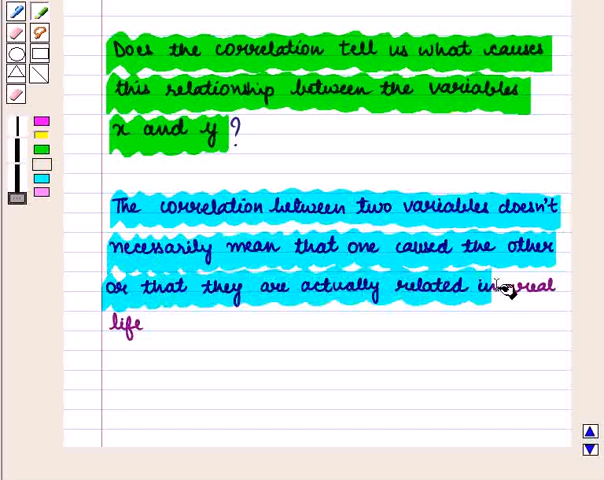 Does the correlation tell us what causes
this relationship between the variables
x and y ?
The correlation between two variables doesn't
necessarily mean that one caused the other
or that they are actually related in real
life